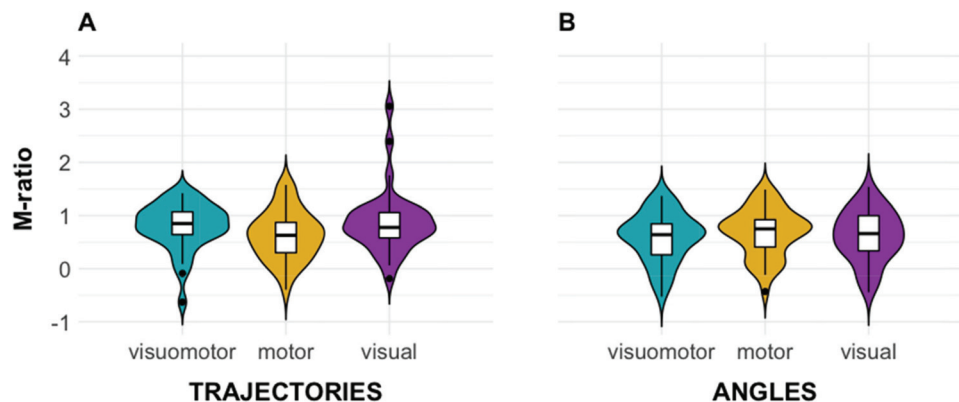 A
B
4
3
2
1
0
-1
M-ratio
visuomotor motor visual
visuomotor motor visual
TRAJECTORIES
ANGLES